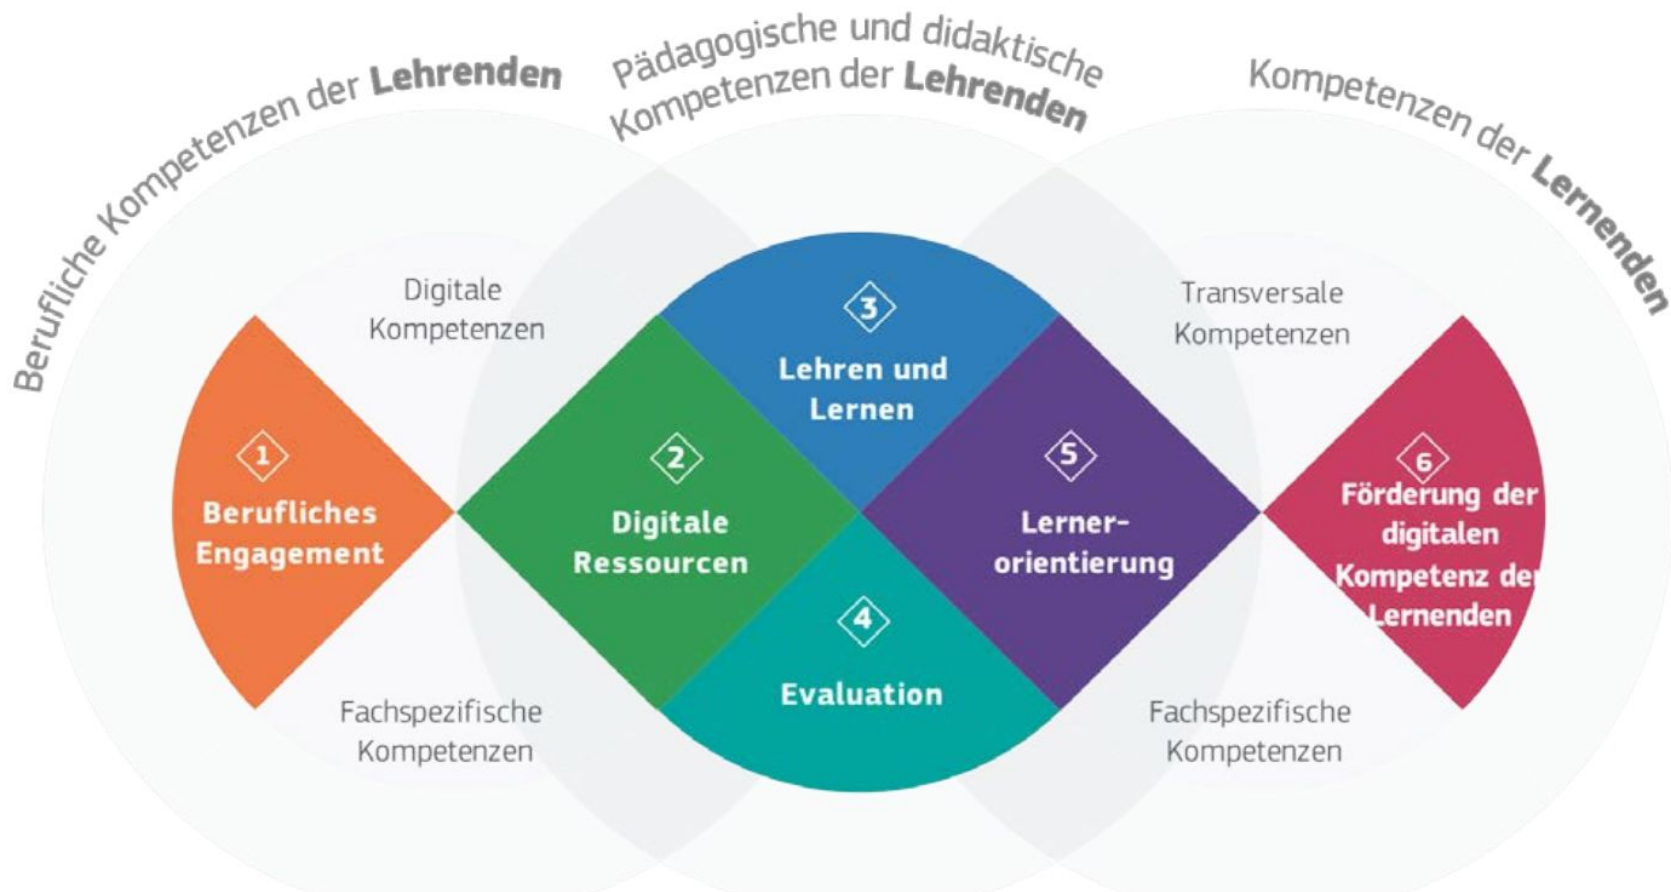 Berufliche Kompetenzen der Lehrenden
Pädagogische und didaktische
Kompetenzen der Lehrenden
Kompetenzen der Lernenden
Digitale
Kompetenzen
Transversale
Kompetenzen
1
Berufliches
Engagement
2
Digitale
Ressourcen
3
Lehren und
Lernen
4
Evaluation
5
Lerner-
orientierung
6
Förderung der
digitalen
Kompetenz der
Lernenden
Fachspezifische
Kompetenzen
Fachspezifische
Kompetenzen